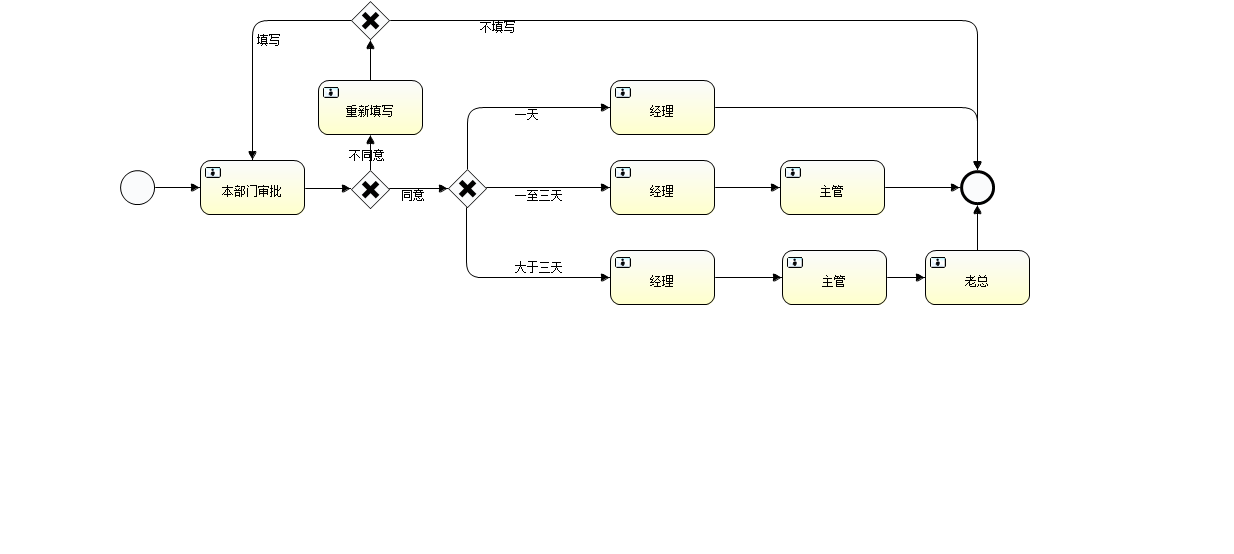 不填写
填写
重新填写
经理
一天
不同意
本部门审批
同意
一至三天
经理
主管
大于三天
经理
主管
老总